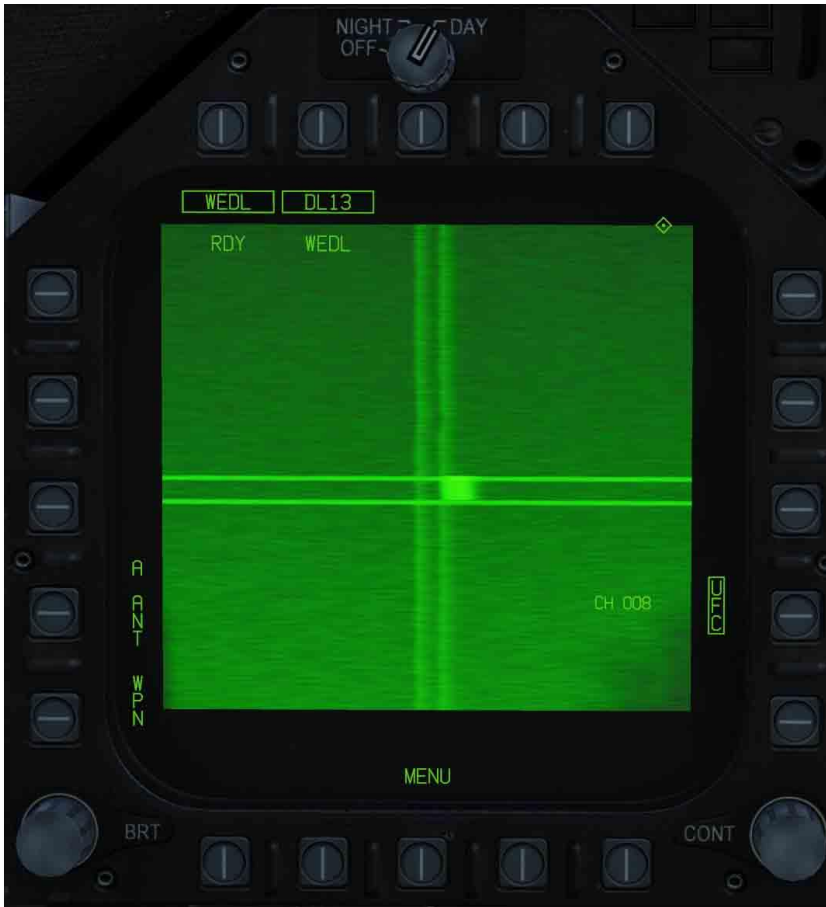 NIGHT DAY
OFF
WEDL DL13
RDY WEDL
A
ANT
CH 008
UFC
WPN
MENU
BRT CONT